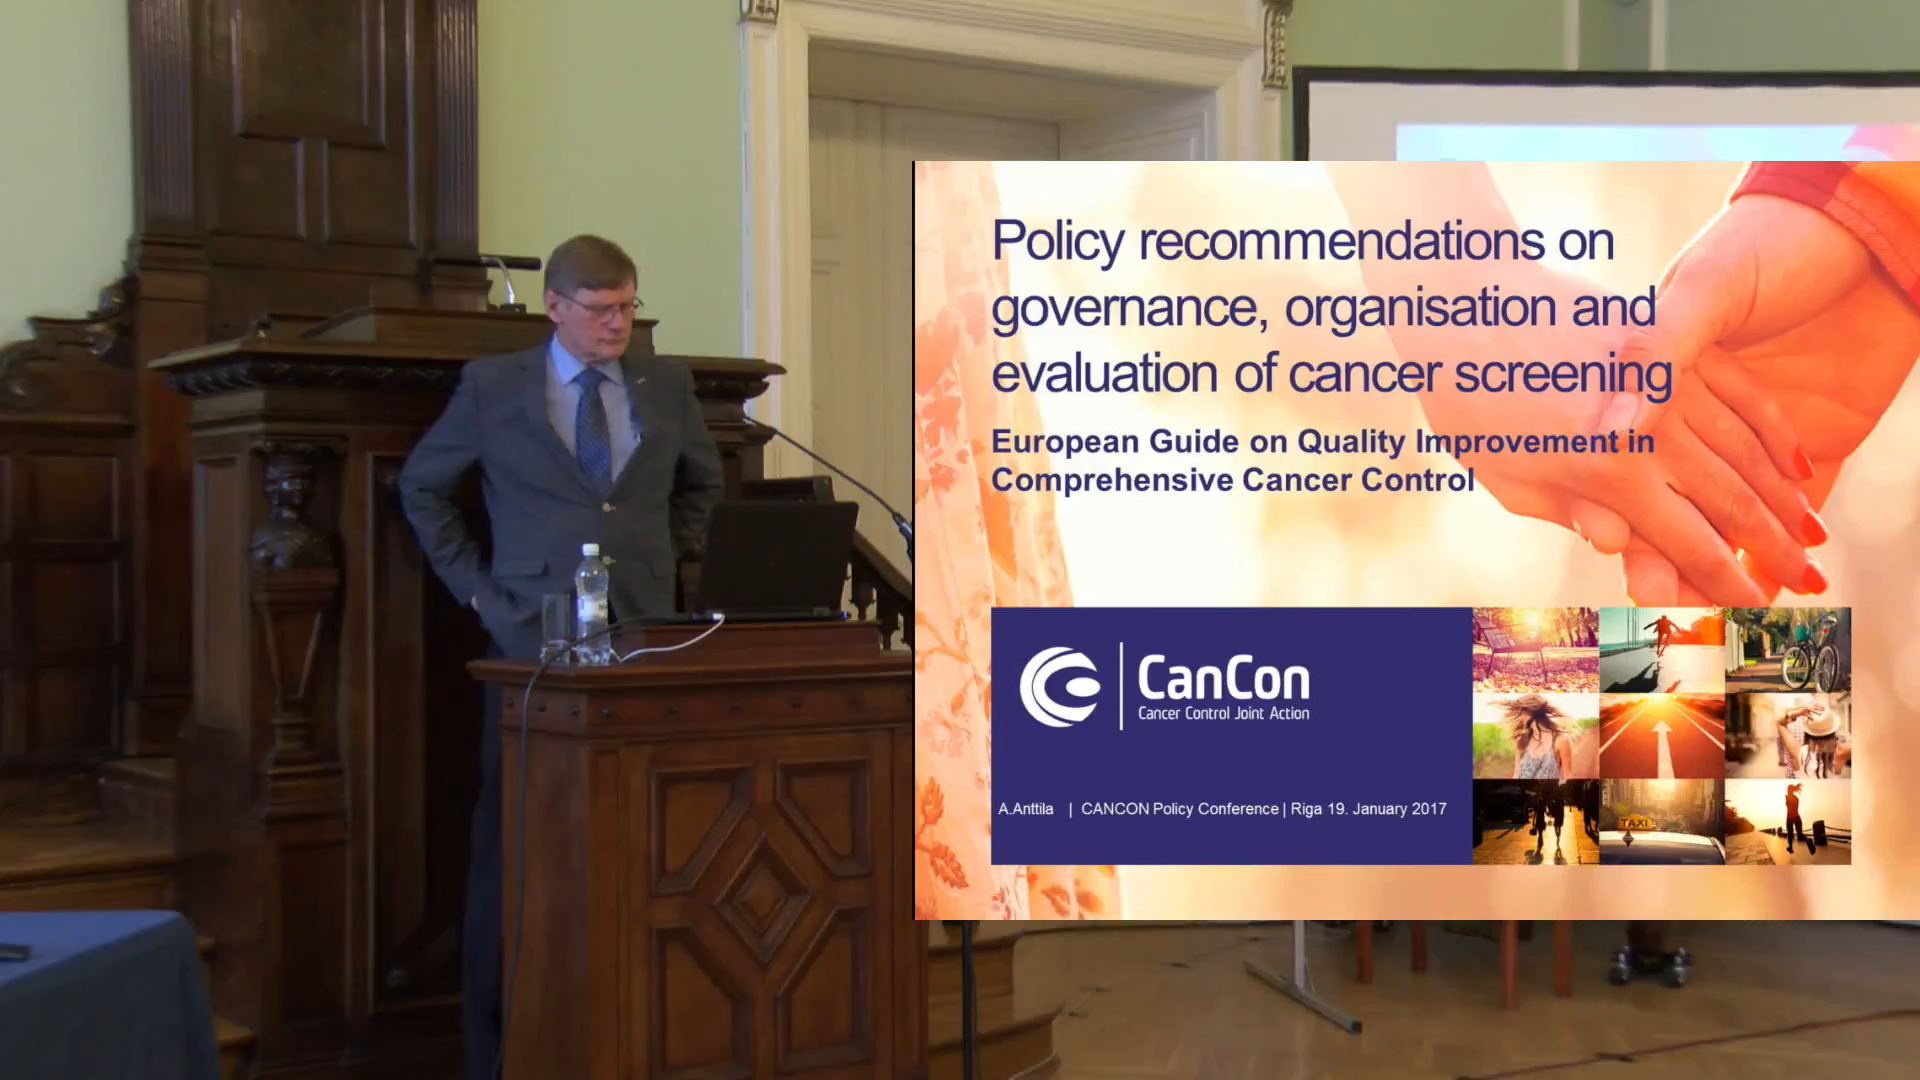 Policy recommendations on
governance, organisation and
evaluation of cancer screening
European Guide on Quality Improvement in
Comprehensive Cancer Control
CanCon
Cancer Control Joint Action
A.Anttila | CANCON Policy Conference | Riga 19. January 2017
TAXI